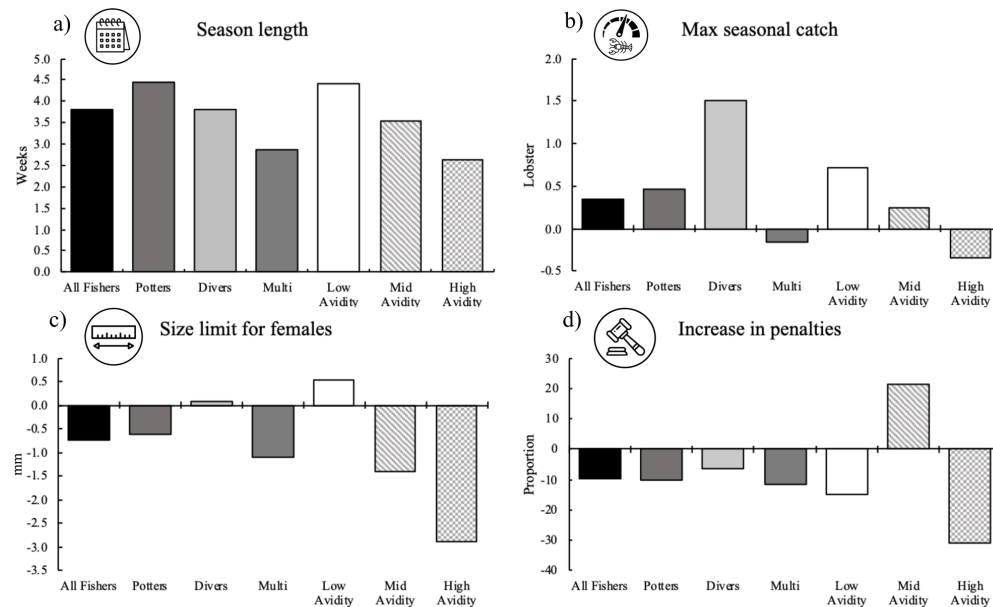 a)
Season length
5.0
4.5
4.0
3.5
3.0
2.5
2.0
1.5
1.0
0.5
0.0
Weeks
All Fishers Potters Divers Multi Low Avidity Mid Avidity High Avidity
b)
Max seasonal catch
2.0
1.5
1.0
0.5
0.0
-0.5
Lobster
All Fishers Potters Divers Multi Low Avidity Mid Avidity High Avidity
c)
Size limit for females
1.0
0.5
0.0
-0.5
-1.0
-1.5
-2.0
-2.5
-3.0
-3.5
mm
All Fishers Potters Divers Multi Low Avidity Mid Avidity High Avidity
d)
Increase in penalties
30
20
10
0
-10
-20
-30
-40
Proportion
All Fishers Potters Divers Multi Low Avidity Mid Avidity High Avidity